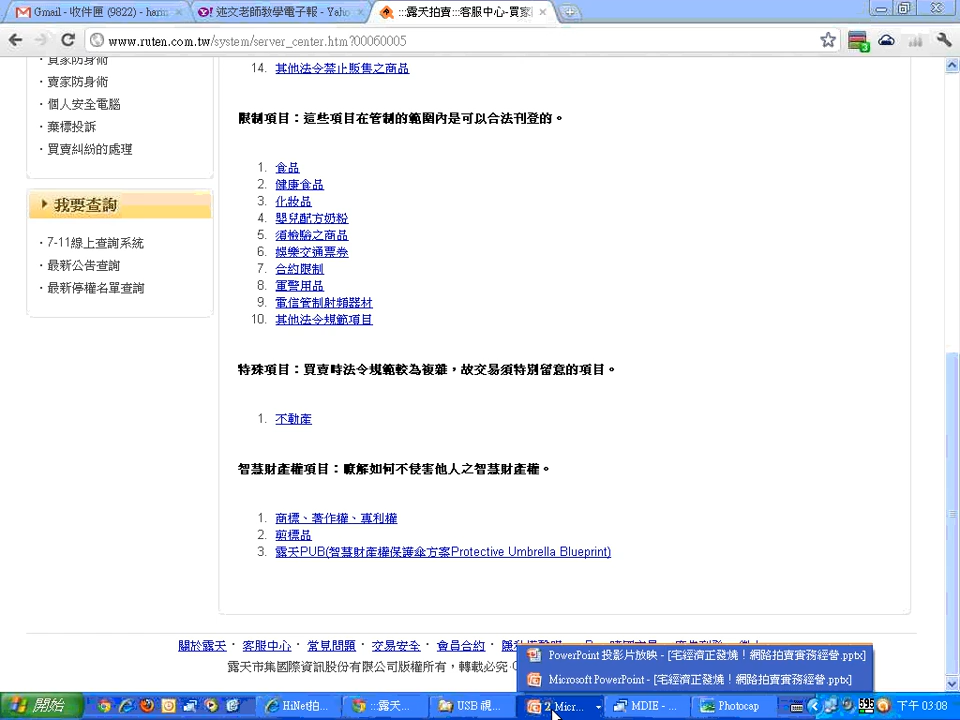 Gmail - 收件匣 (9822) - ham
述文老師教學電子報 - Yaho
:::露天拍賣:::客服中心-買家
www.ruten.com.tw/system/server_center.htm?00060005
‧買家防身術
‧賣家防身術
‧個人安全電腦
‧棄標投訴
‧買賣糾紛的處理
我要查詢
‧7-11線上查詢系統
‧最新公告查詢
‧最新停權名單查詢
14. 其他法令禁止販售之商品
限制項目：這些項目在管制的範圍內是可以合法刊登的。
1. 食品
2. 健康食品
3. 化妝品
4. 嬰兒配方奶粉
5. 須檢驗之商品
6. 娛樂交通票券
7. 合約限制
8. 軍警用品
9. 電信管制射頻器材
10. 其他法令規範項目
特殊項目：買賣時法令規範較為複雜，故交易須特別留意的項目。
1. 不動產
智慧財產權項目：瞭解如何不侵害他人之智慧財產權。
1. 商標、著作權、專利權
2. 剪標品
3. 露天PUB(智慧財產權保護傘方案Protective Umbrella Blueprint)
關於露天‧客服中心‧常見問題‧交易安全‧會員合約‧
露天市集國際資訊股份有限公司版權所有，轉載必究
PowerPoint 投影片放映 - [宅經濟正發燒！網路拍賣實務經營.pptx]
Microsoft PowerPoint - [宅經濟正發燒！網路拍賣實務經營.pptx]
開始
HiNet拍...
:::露天...
USB 視...
2 Micr...
MDIE - ...
Photocap
下午 03:08